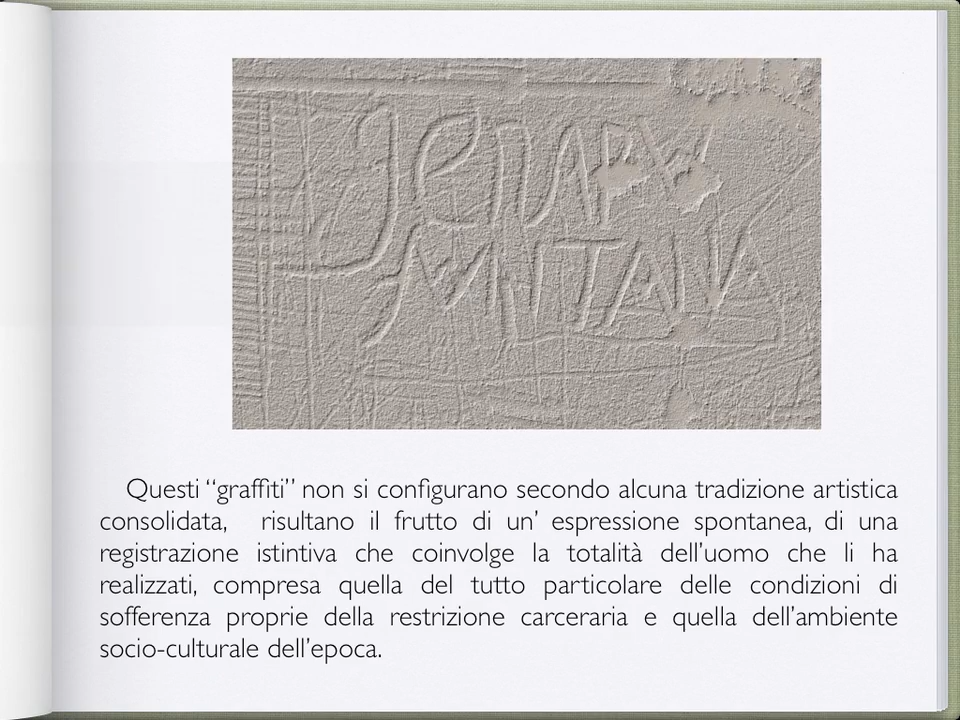 Questi “graffiti” non si configurano secondo alcuna tradizione artistica
consolidata, risultano il frutto di un’ espressione spontanea, di una
registrazione istintiva che coinvolge la totalità dell’uomo che li ha
realizzati, compresa quella del tutto particolare delle condizioni di
sofferenza proprie della restrizione carceraria e quella dell’ambiente
socio-culturale dell’epoca.